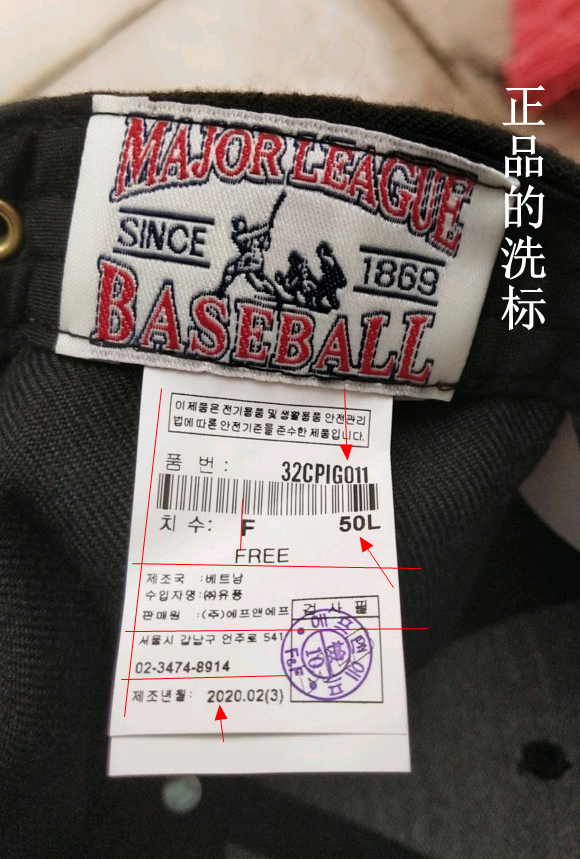 正品的洗标
MAJOR LEAGUE
SINCE 1869
BASEBALL
이 제품은 전기용품 및 생활용품 안전관리
법에 따른 안전기준을 준수한 제품입니다.
품 번 : 32CPIG011
치 수 : F 50L
FREE
제조국 :베트남
수입자명 :㈜유풍
판매원 :(주)에프앤에프
검 사 필
서울시 강남구 언주로 541
02-3474-8914
제조년월: 2020.02(3)
F&F
10